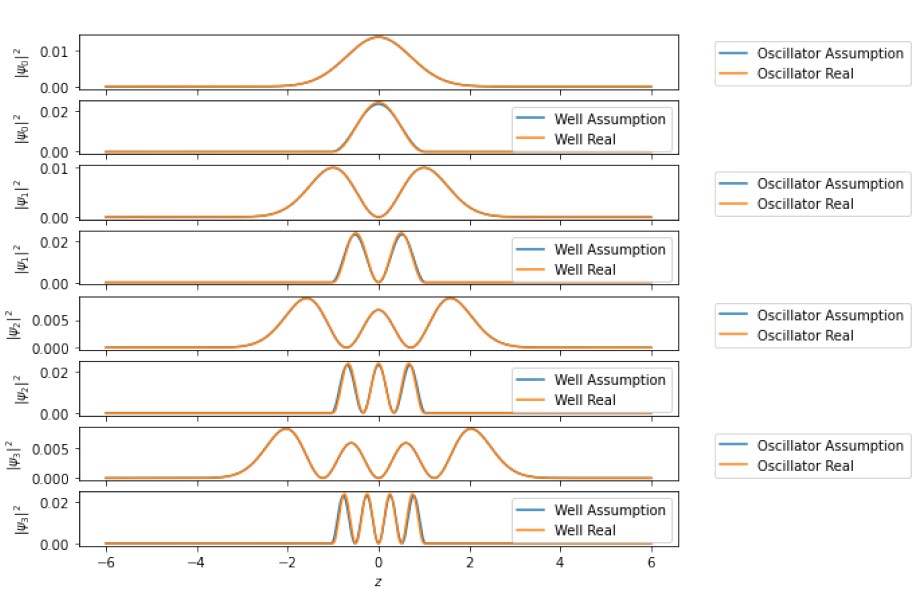 |ψ₀|²
0.01
0.00
Oscillator Assumption
Oscillator Real
|ψ₀|²
0.02
0.00
Well Assumption
Well Real
|ψ₁|²
0.01
0.00
Oscillator Assumption
Oscillator Real
|ψ₁|²
0.02
0.00
Well Assumption
Well Real
|ψ₂|²
0.005
0.000
Oscillator Assumption
Oscillator Real
|ψ₂|²
0.02
0.00
Well Assumption
Well Real
|ψ₃|²
0.005
0.000
Oscillator Assumption
Oscillator Real
|ψ₃|²
0.02
0.00
Well Assumption
Well Real
−6 −4 −2 0 2 4 6
z